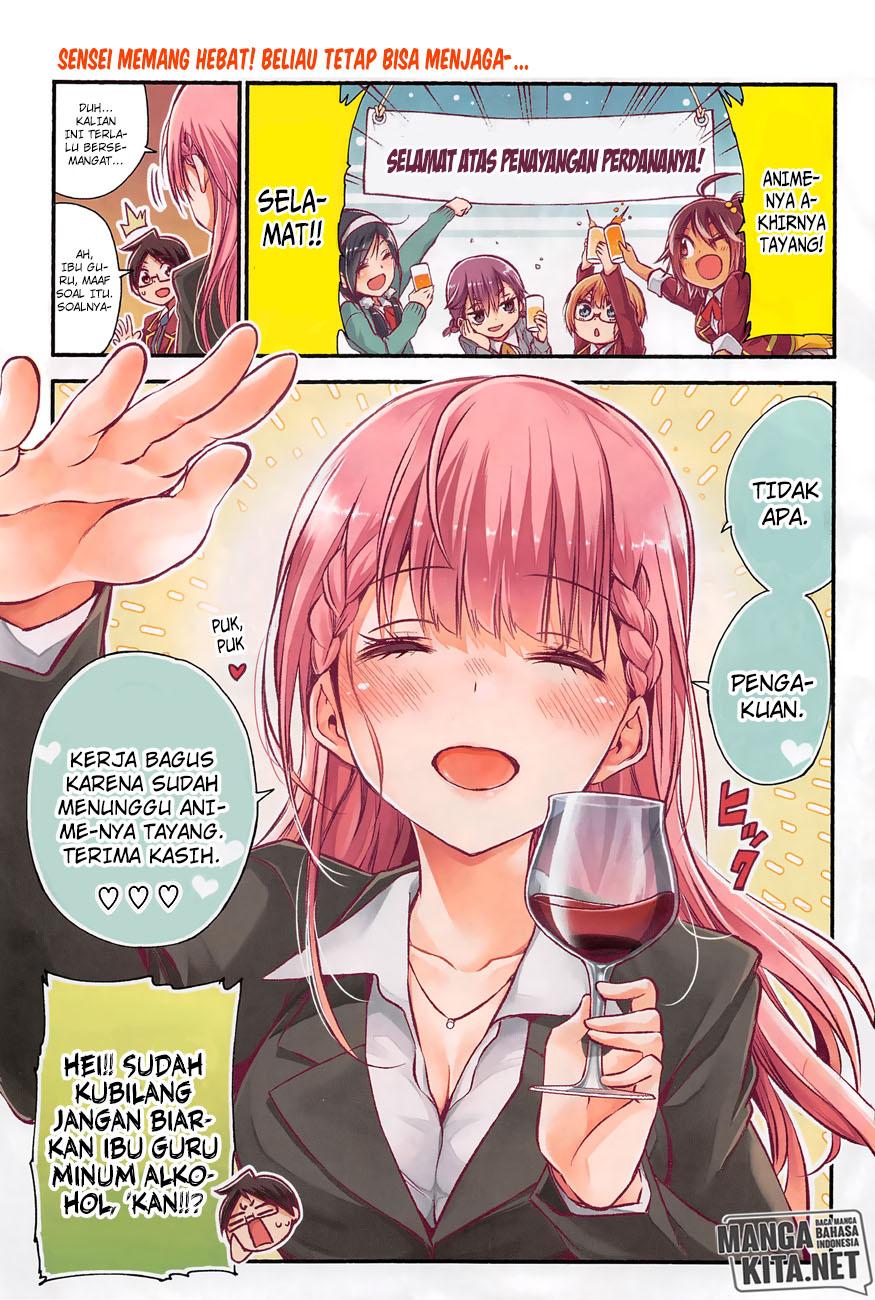 SENSEI MEMANG HEBAT! BELIAU TETAP BISA MENJAGA-...
ANIME-
NYA A-
KHIRNYA
TAYANG!
SELAMAT ATAS PENAYANGAN PERDANANYA!
SELA-
MAT!!
DUH...
KALIAN
INI TERLA-
LU BERSE-
MANGAT...
AH,
IBU GU-
RU, MAAF
SOAL ITU.
SOALNYA-
TIDAK
APA.
PENGA-
KUAN.
PUK,
PUK
ヒック
KERJA BAGUS
KARENA SUDAH
MENUNGGU ANI-
ME-NYA TAYANG.
TERIMA KASIH.
♡ ♡ ♡
HEI!! SUDAH
KUBILANG
JANGAN BIAR-
KAN IBU GURU
MINUM ALKO-
HOL, 'KAN!!?
MANGA
KITA.NET
BACA MANGA
BAHASA
INDONESIA